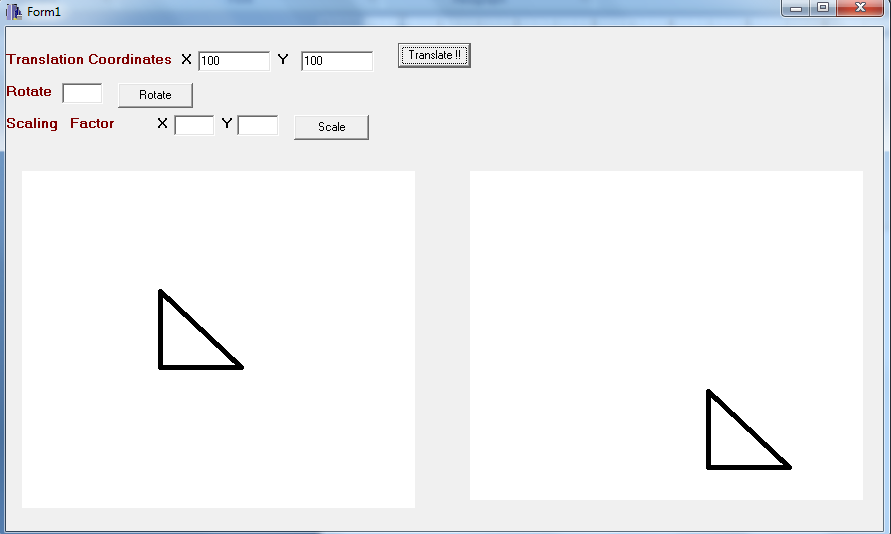 Form1
Translation Coordinates X 100 Y 100 Translate !!
Rotate Rotate
Scaling Factor X Y Scale